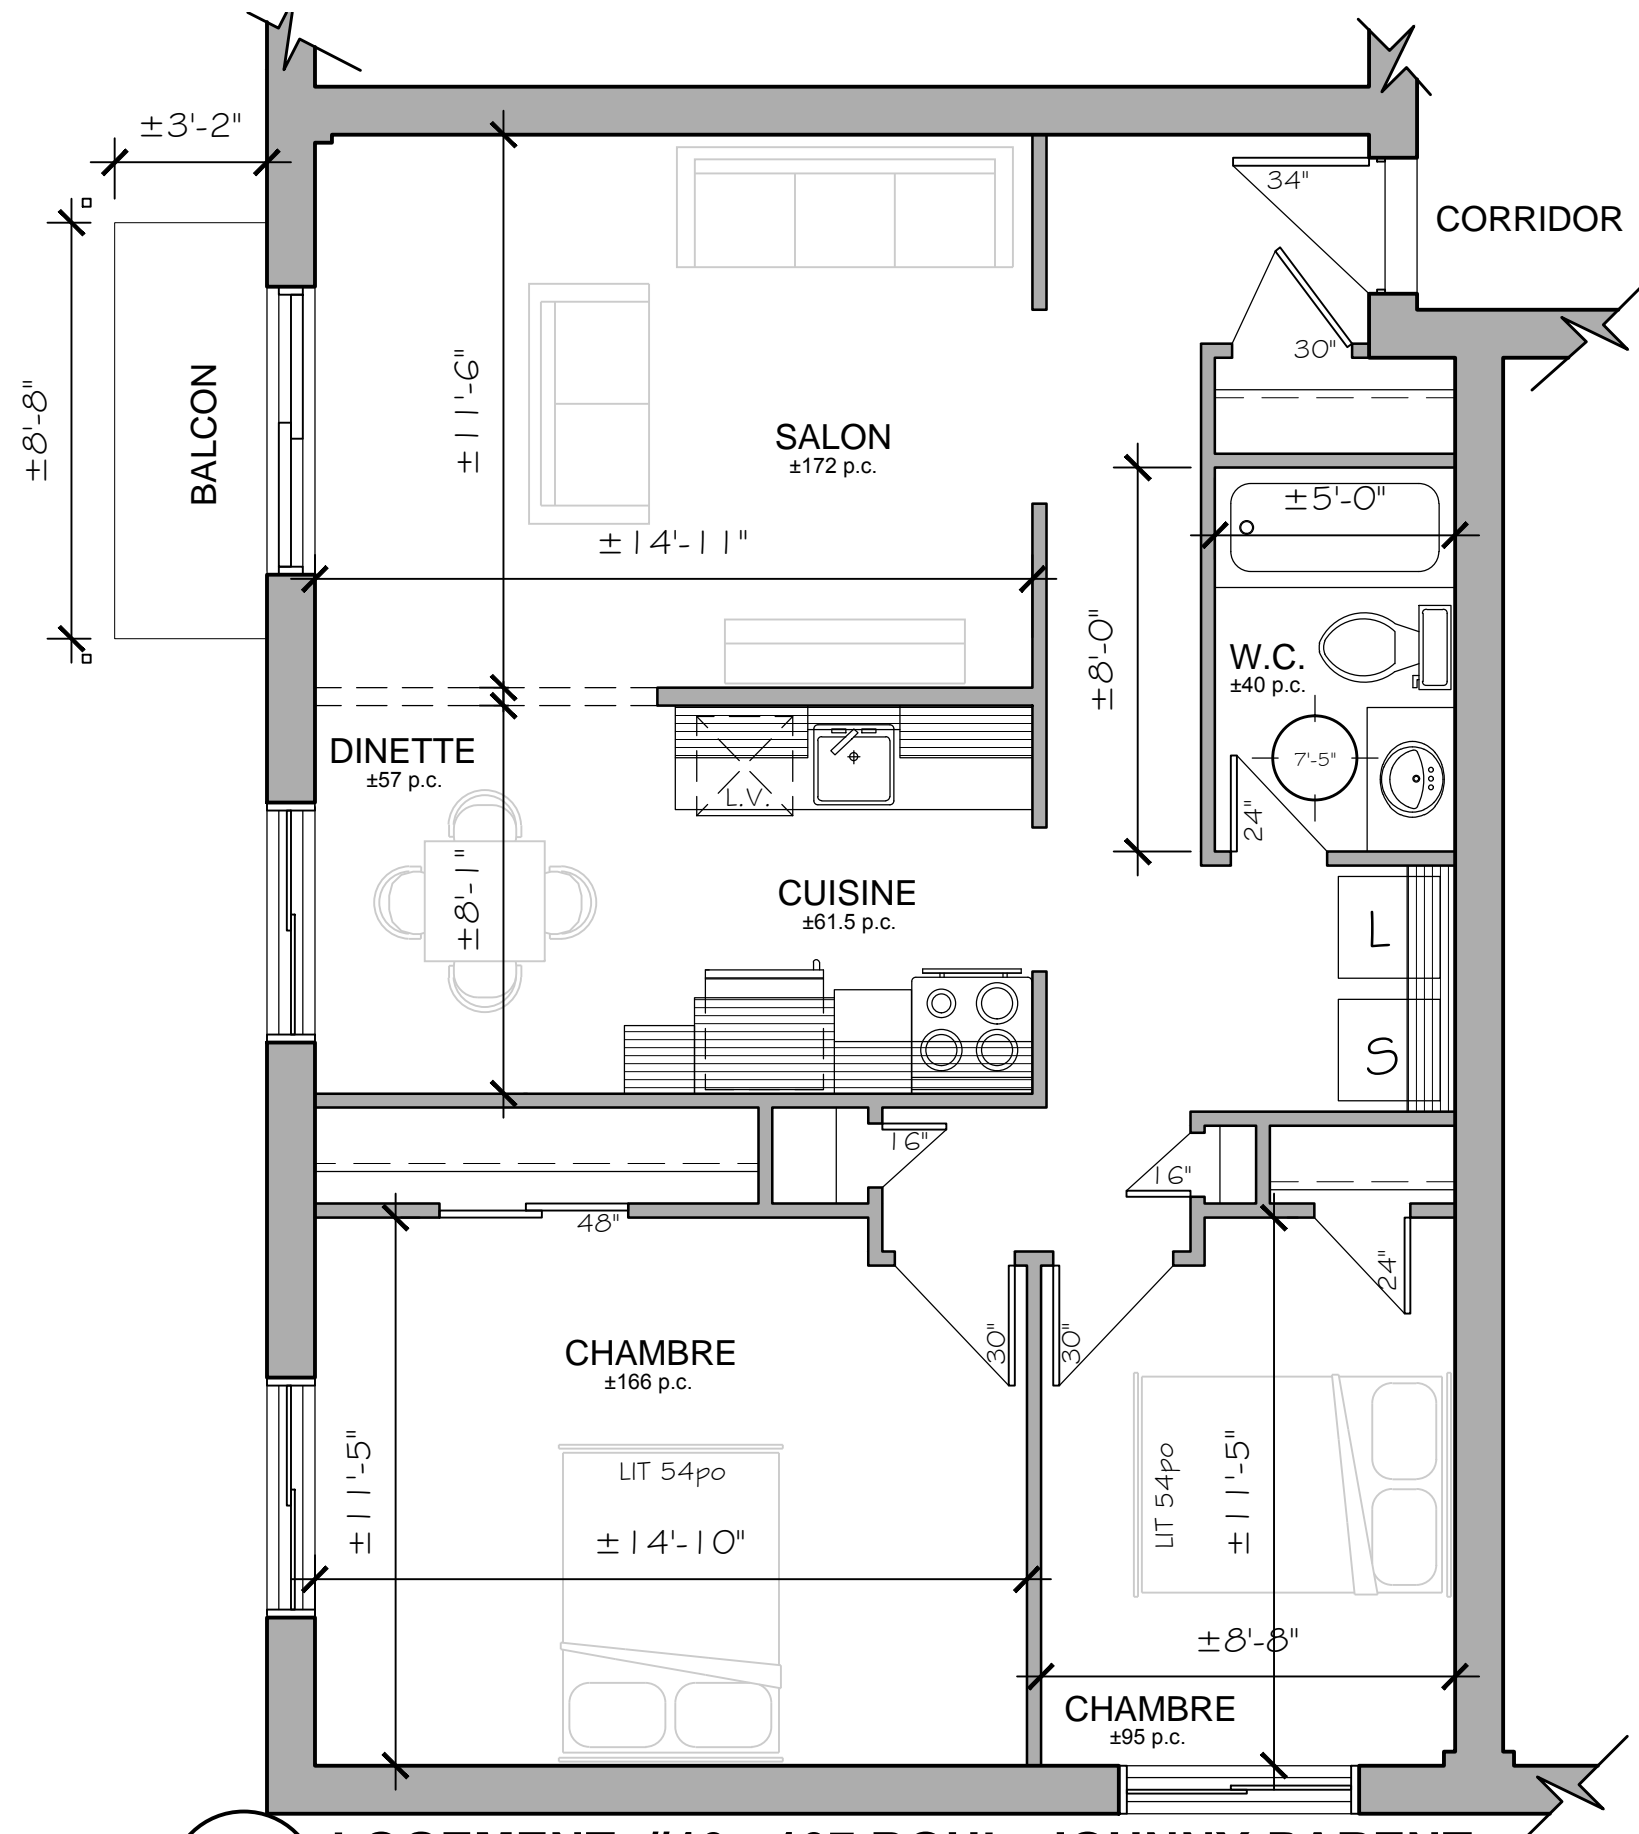 ±3'-2"
34"
CORRIDOR
30"
±8'-8"
BALCON
±11'-6"
SALON
±172 p.c.
±5'-0"
±14'-11"
±8'-0"
W.C.
±40 p.c.
DINETTE
±57 p.c.
7'-5"
L.V.
24"
±8'-1"
CUISINE
±61.5 p.c.
L
S
16"
16"
48"
24"
30"
30"
CHAMBRE
±166 p.c.
±11'-5"
LIT 54po
LIT 54po
±11'-5"
±14'-10"
±8'-8"
CHAMBRE
±95 p.c.